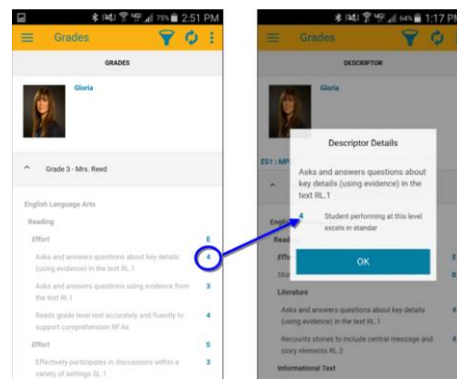 75% 2:51 PM
Grades
GRADES
Gloria
Grade 3 - Mrs. Reed
English Language Arts
Reading
Effort E
Asks and answers questions about key details 4
(using evidence) in the text RL.1
Asks and answers questions using evidence from 3
the text RI.1
Reads grade level text accurately and fluently to 4
support comprehension RF.4a
Effort S
Effectively participates in discussions within a 3
variety of settings SL.1
64% 1:17 PM
Grades
DESCRIPTOR
Gloria
ES1 : MP
Descriptor Details
Asks and answers questions about
key details (using evidence) in the
text RL.1
4 Student performing at this level
excels in standar
OK
Literature
Asks and answers questions about key details 4
(using evidence) in the text RL.1
Recounts stories to include central message and 4
story elements RL.2
Informational Text